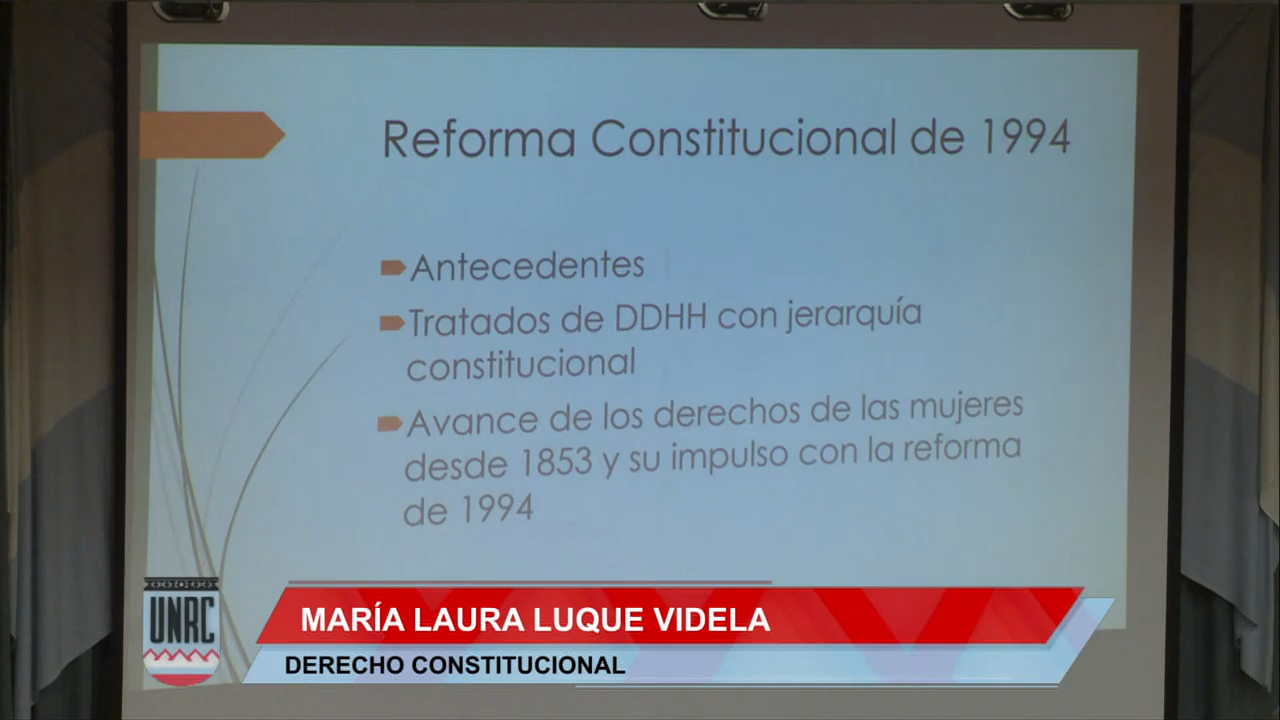 Reforma Constitucional de 1994
Antecedentes
Tratados de DDHH con jerarquía
constitucional
Avance de los derechos de las mujeres
desde 1853 y su impulso con la reforma
de 1994
UNRC
MARÍA LAURA LUQUE VIDELA
DERECHO CONSTITUCIONAL